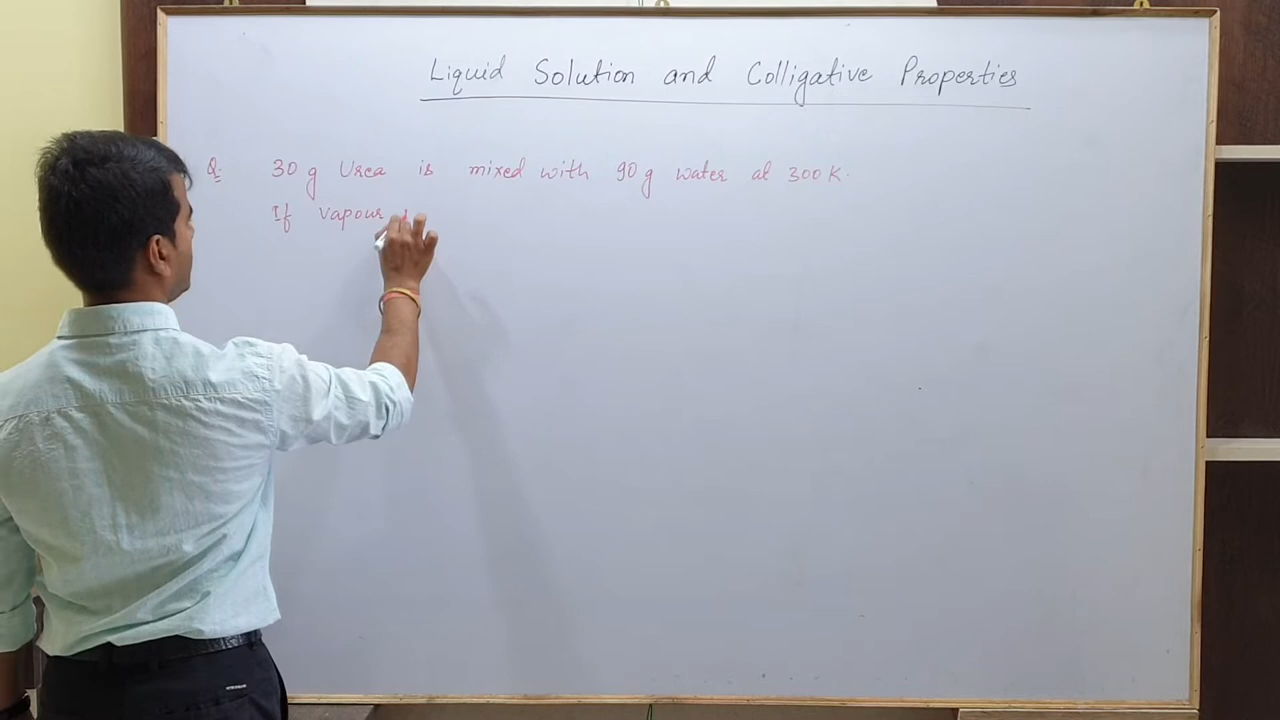 Liquid Solution and Colligative Properties
Q. 30 g Urea is mixed with 90 g water at 300 K.
If vapour